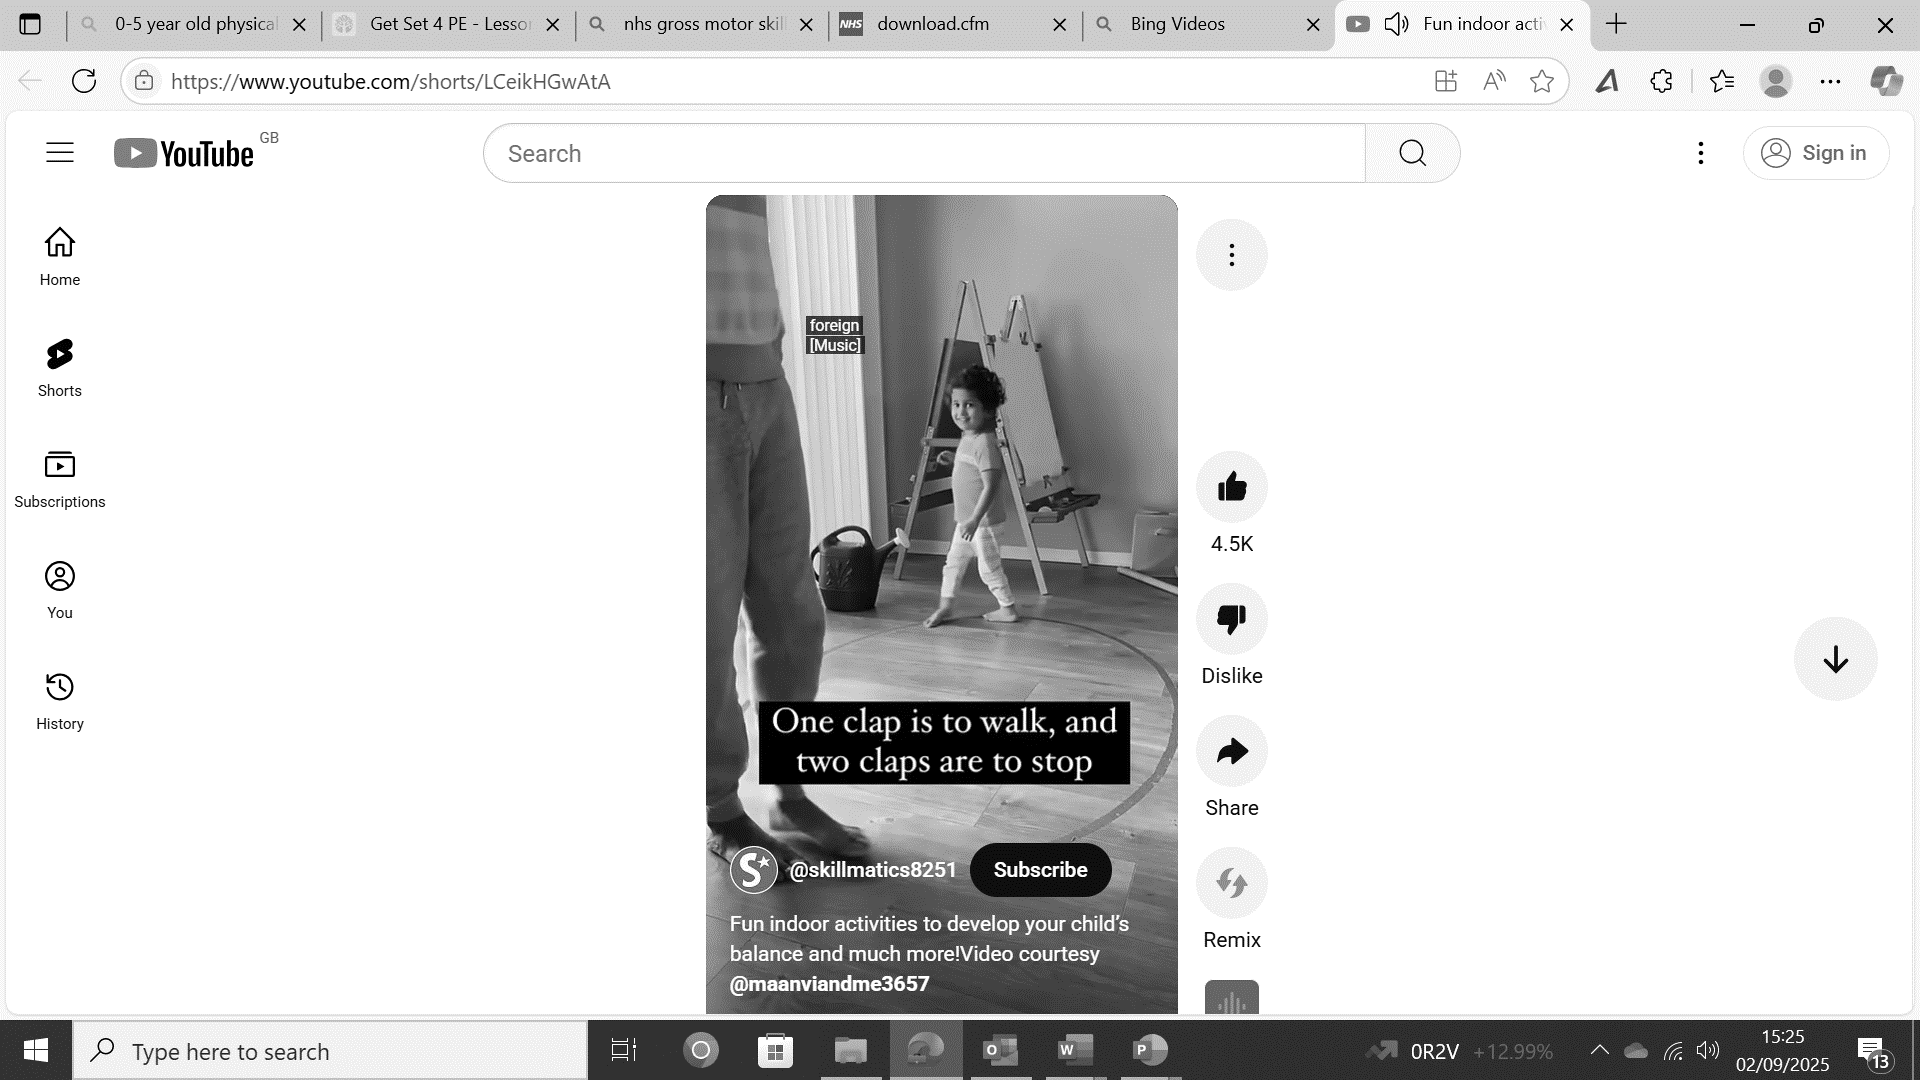 0-5 year old physical
Get Set 4 PE - Lesson
nhs gross motor skil
NHS
download.cfm
Bing Videos
Fun indoor acti
https://www.youtube.com/shorts/LCeikHGwAtA
YouTube GB
Search
Sign in
Home
Shorts
Subscriptions
You
History
foreign
[Music]
One clap is to walk, and
two claps are to stop
@skillmatics8251
Subscribe
Fun indoor activities to develop your child’s
balance and much more!Video courtesy
@maanviandme3657
4.5K
Dislike
Share
Remix
Type here to search
0R2V +12.99%
15:25
02/09/2025
13